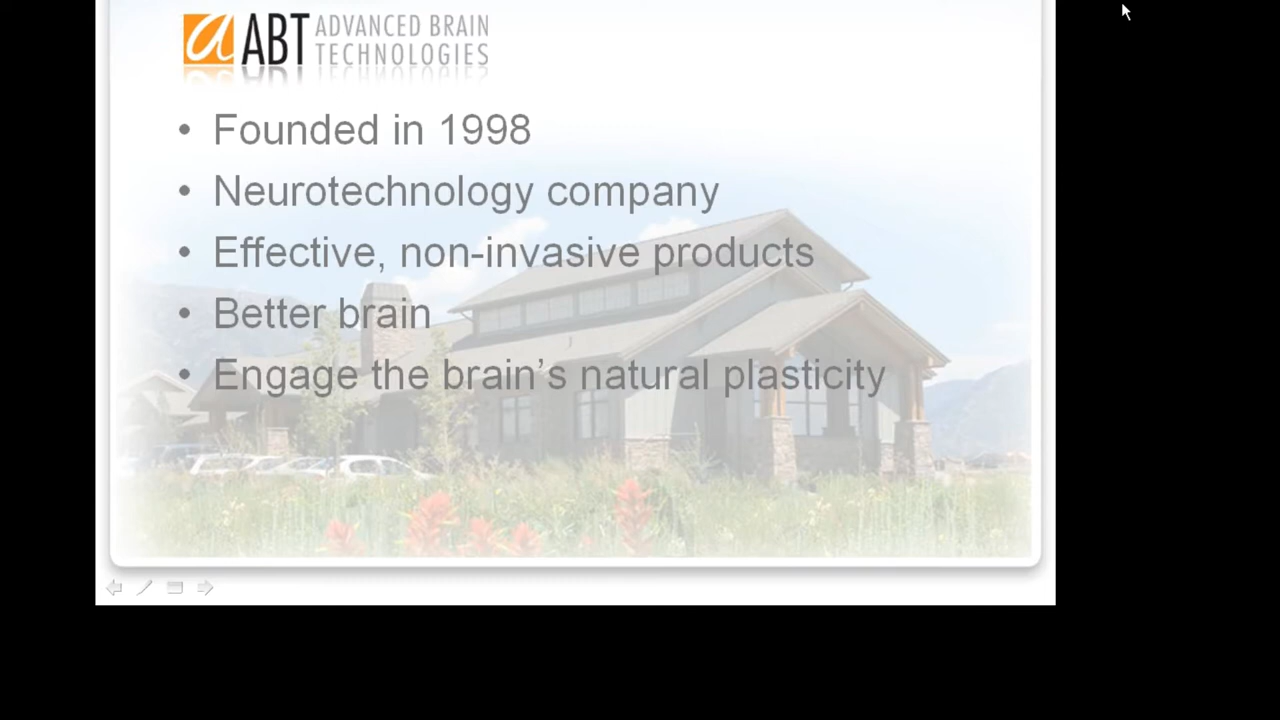 ABT ADVANCED BRAIN
TECHNOLOGIES
• Founded in 1998
• Neurotechnology company
• Effective, non-invasive products
• Better brain
• Engage the brain’s natural plasticity